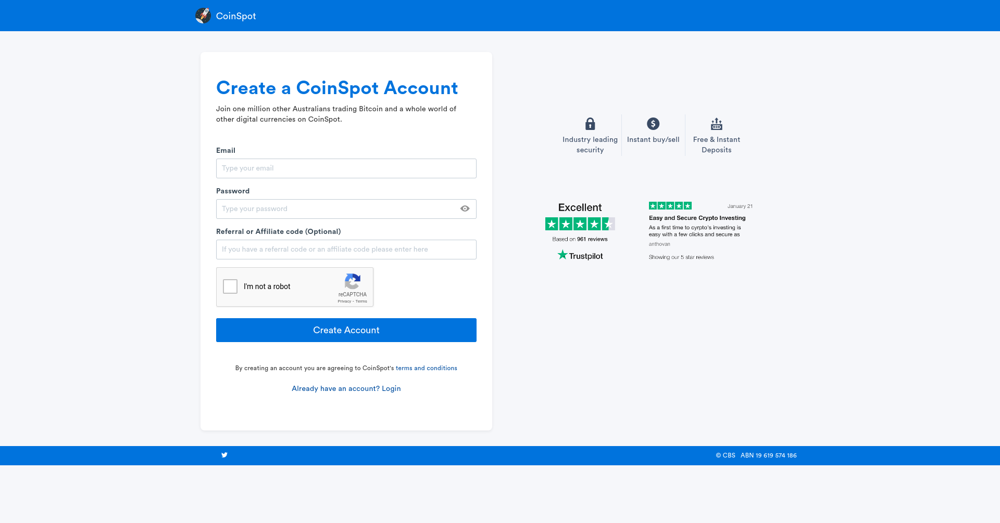 CoinSpot
Create a CoinSpot Account
Join one million other Australians trading Bitcoin and a whole world of
other digital currencies on CoinSpot.
Email
Type your email
Password
Type your password
Referral or Affiliate code (Optional)
If you have a referral code or an affiliate code please enter here
I'm not a robot
reCAPTCHA
Privacy - Terms
Create Account
By creating an account you are agreeing to CoinSpot's terms and conditions
Already have an account? Login
Industry leading
security
Instant buy/sell
Free & Instant
Deposits
Excellent
Based on 961 reviews
Trustpilot
January 21
Easy and Secure Crypto Investing
As a first time to cyrpto's investing is
easy with a few clicks and secure as
anthovan
Showing our 5 star reviews
© CBS ABN 19 619 574 186